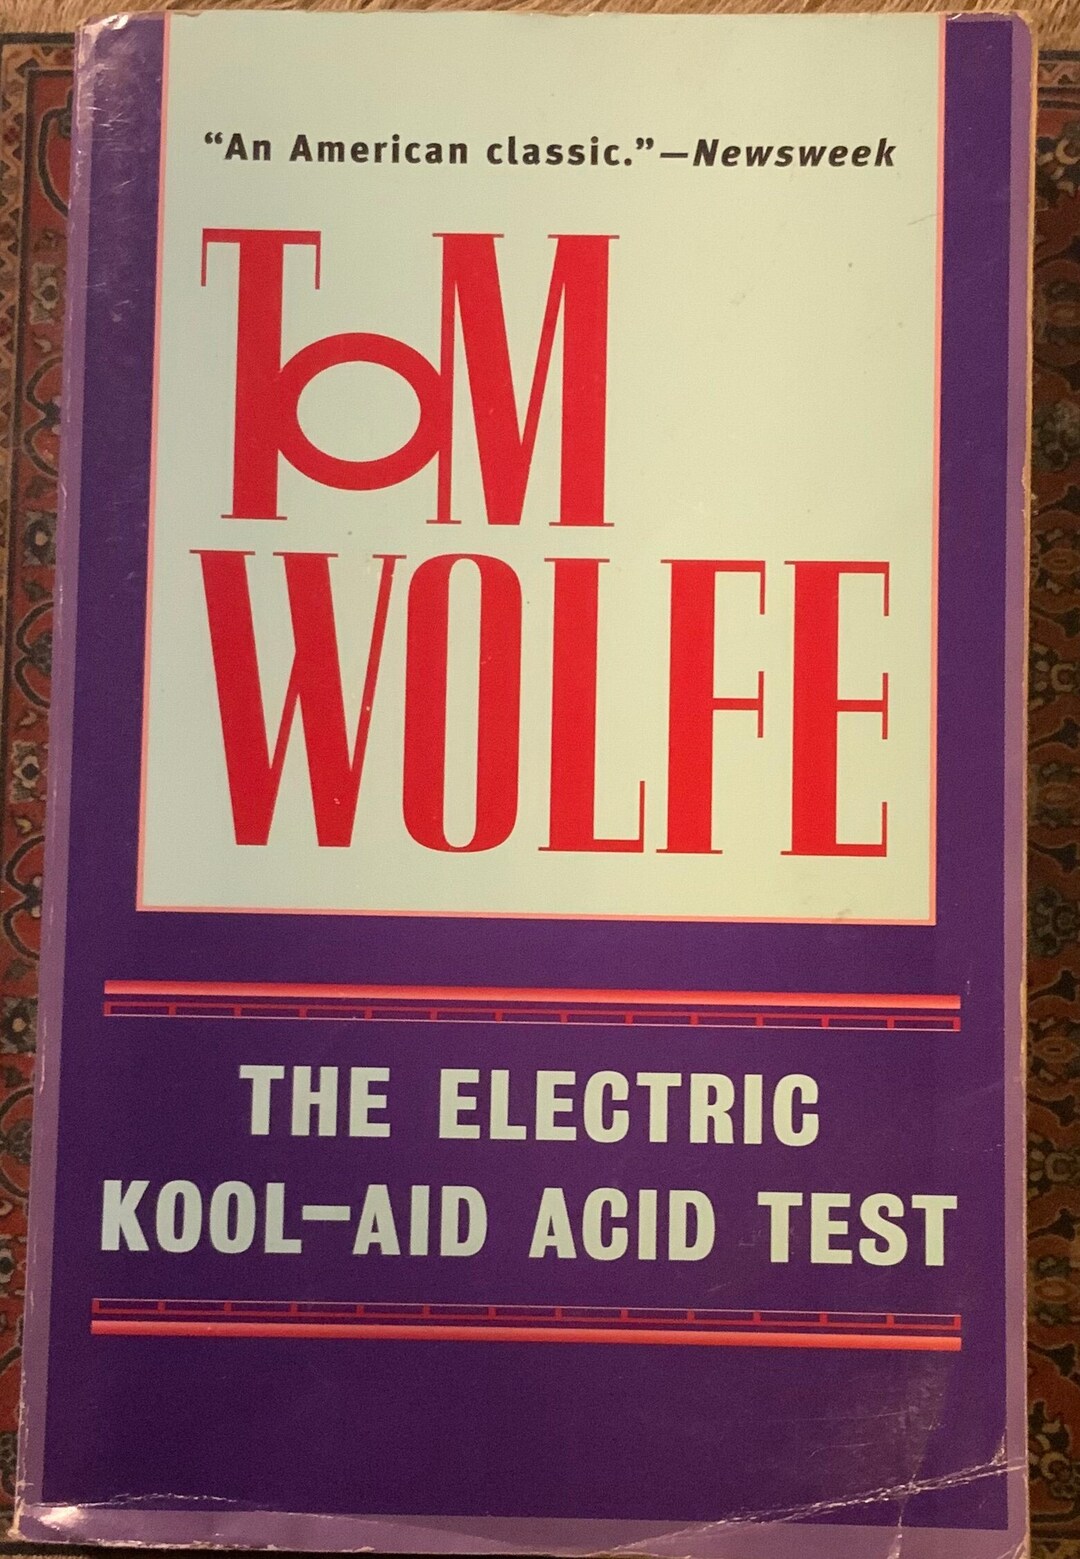 “An American classic.”—Newsweek
TOM
WOLFE
THE ELECTRIC
KOOL-AID ACID TEST